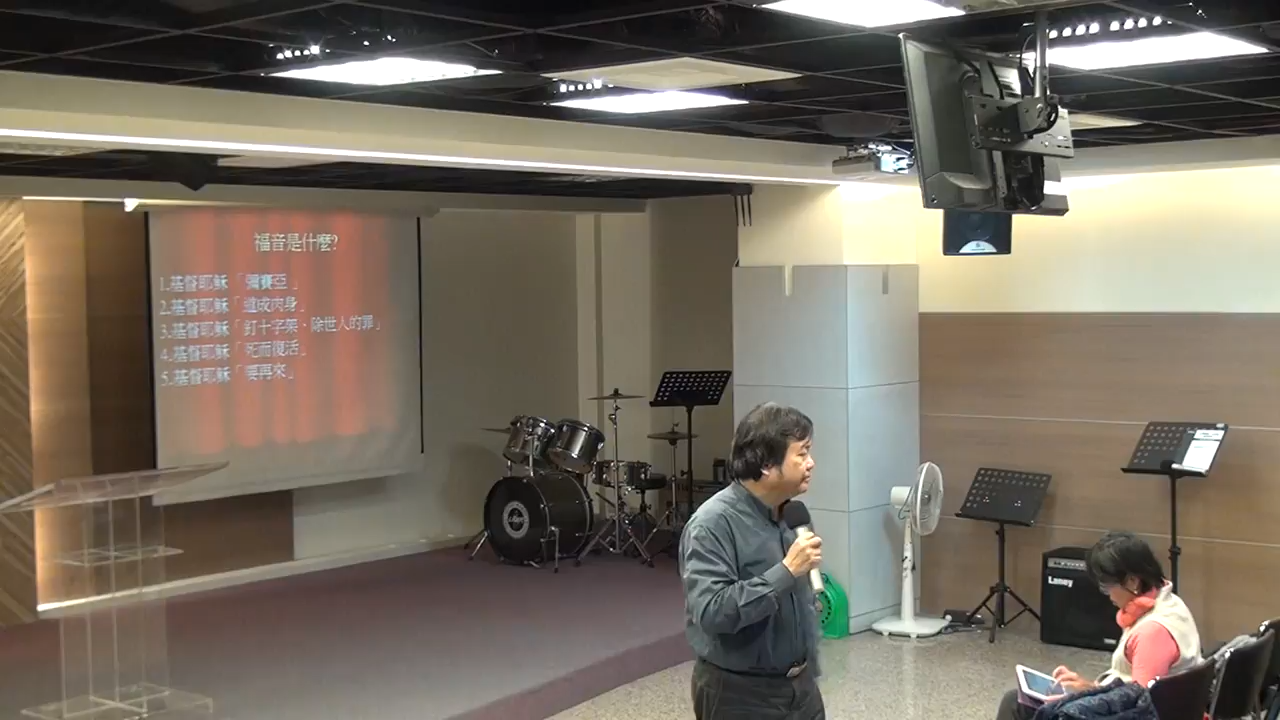 福音是什麼?
1.基督耶穌「彌賽亞」
2.基督耶穌「道成肉身」
3.基督耶穌「釘十字架，除世人的罪」
4.基督耶穌「死而復活」
5.基督耶穌「要再來」
Laney